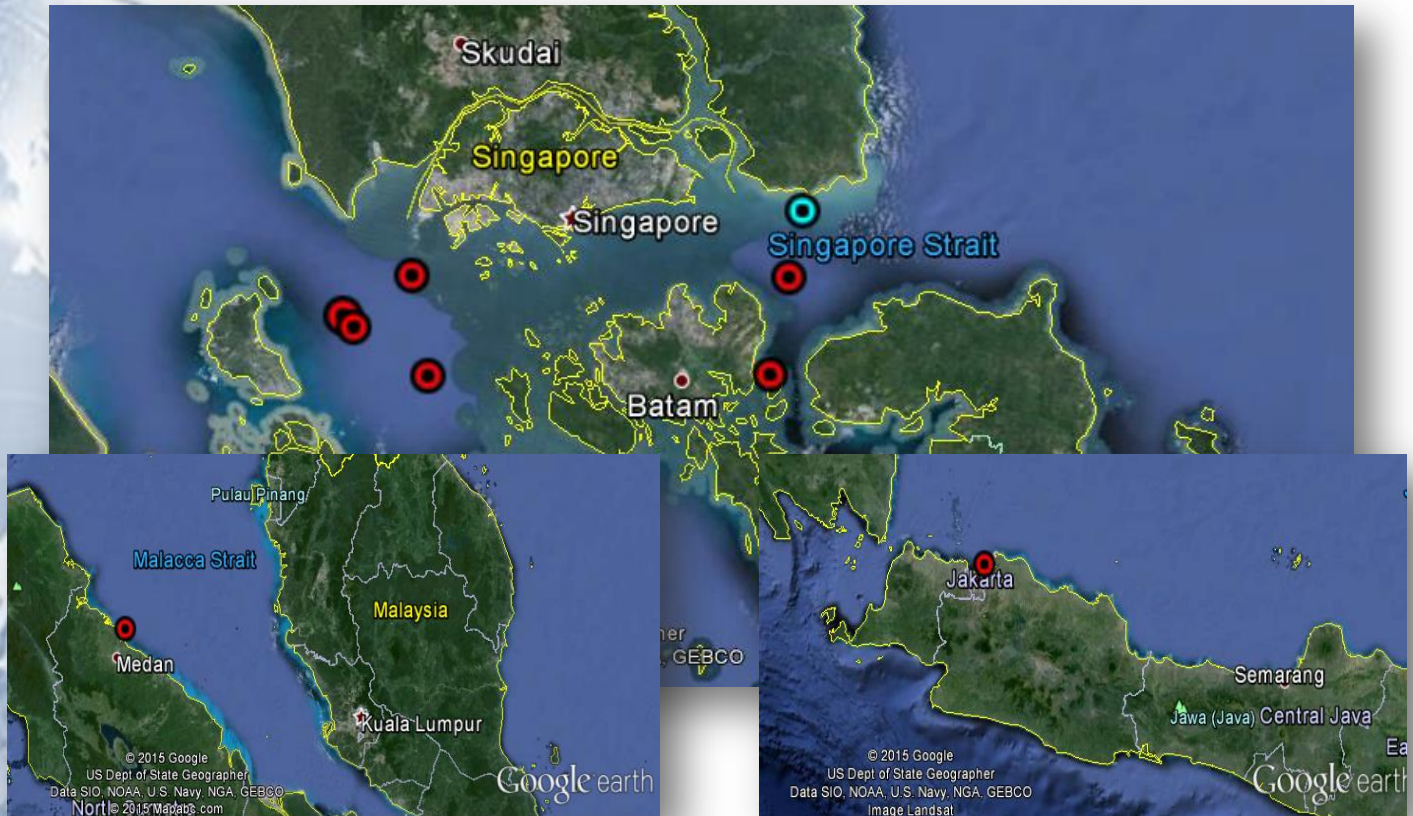 Skudai
Singapore
Singapore
Singapore Strait
Batam
GEBCO
Pulau Pinang
Malacca Strait
Malaysia
Medan
Kuala Lumpur
© 2015 Google
US Dept of State Geographer
Data SIO, NOAA, U.S. Navy, NGA, GEBCO
© 2015 Mapabc.com
Google earth
Jakarta
Semarang
Jawa (Java)
Central Java
© 2015 Google
US Dept of State Geographer
Data SIO, NOAA, U.S. Navy, NGA, GEBCO
Image Landsat
Google earth